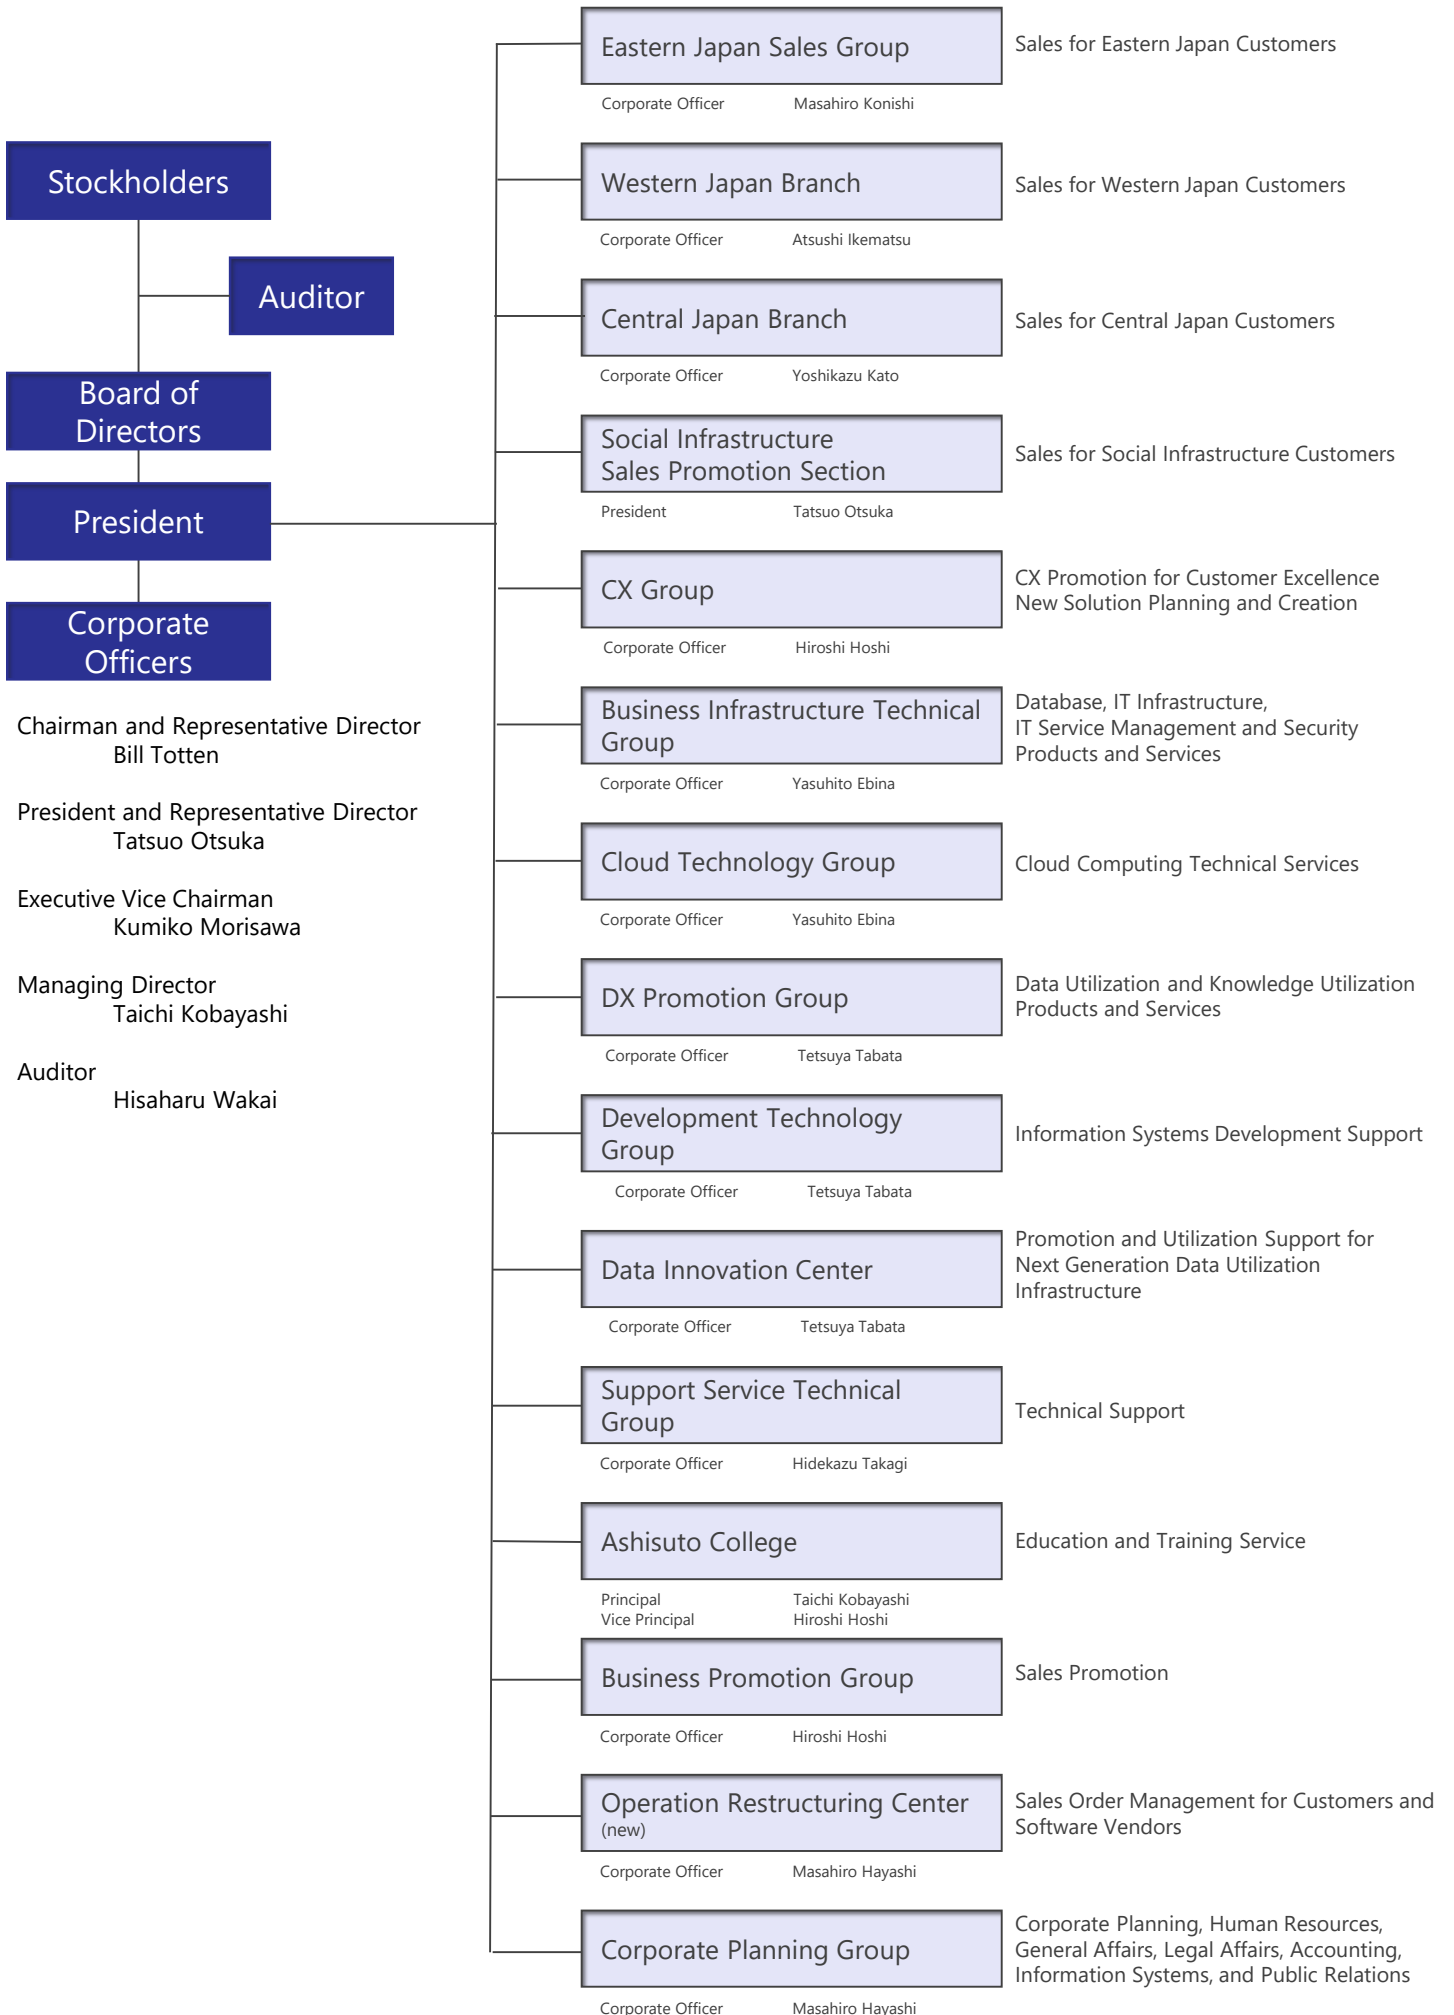 Stockholders
Auditor
Board of
Directors
President
Corporate
Officers
Chairman and Representative Director
Bill Totten
President and Representative Director
Tatsuo Otsuka
Executive Vice Chairman
Kumiko Morisawa
Managing Director
Taichi Kobayashi
Auditor
Hisaharu Wakai
Eastern Japan Sales Group
Sales for Eastern Japan Customers
Corporate Officer Masahiro Konishi
Western Japan Branch
Sales for Western Japan Customers
Corporate Officer Atsushi Ikematsu
Central Japan Branch
Sales for Central Japan Customers
Corporate Officer Yoshikazu Kato
Social Infrastructure
Sales Promotion Section
Sales for Social Infrastructure Customers
President Tatsuo Otsuka
CX Group
CX Promotion for Customer Excellence
New Solution Planning and Creation
Corporate Officer Hiroshi Hoshi
Business Infrastructure Technical
Group
Database, IT Infrastructure,
IT Service Management and Security
Products and Services
Corporate Officer Yasuhito Ebina
Cloud Technology Group
Cloud Computing Technical Services
Corporate Officer Yasuhito Ebina
DX Promotion Group
Data Utilization and Knowledge Utilization
Products and Services
Corporate Officer Tetsuya Tabata
Development Technology
Group
Information Systems Development Support
Corporate Officer Tetsuya Tabata
Data Innovation Center
Promotion and Utilization Support for
Next Generation Data Utilization
Infrastructure
Corporate Officer Tetsuya Tabata
Support Service Technical
Group
Technical Support
Corporate Officer Hidekazu Takagi
Ashisuto College
Education and Training Service
Principal Taichi Kobayashi
Vice Principal Hiroshi Hoshi
Business Promotion Group
Sales Promotion
Corporate Officer Hiroshi Hoshi
Operation Restructuring Center
(new)
Sales Order Management for Customers and
Software Vendors
Corporate Officer Masahiro Hayashi
Corporate Planning Group
Corporate Planning, Human Resources,
General Affairs, Legal Affairs, Accounting,
Information Systems, and Public Relations
Corporate Officer Masahiro Hayashi